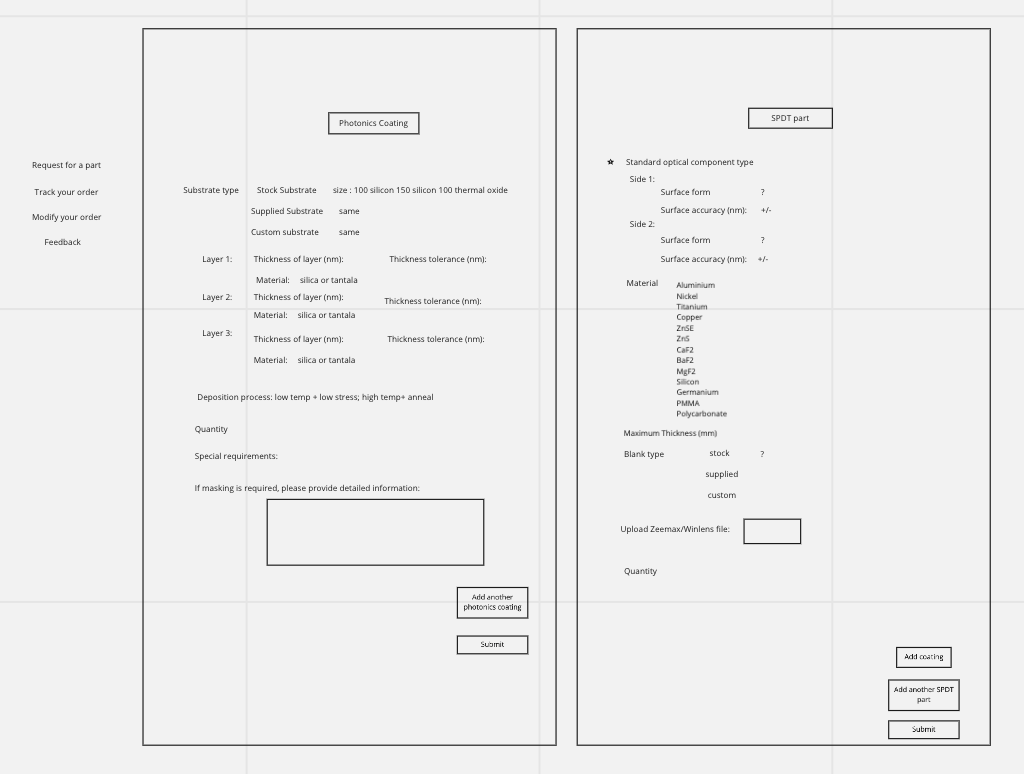 Request for a part
Track your order
Modify your order
Feedback
Photonics Coating
Substrate type Stock Substrate size : 100 silicon 150 silicon 100 thermal oxide
Supplied Substrate same
Custom substrate same
Layer 1: Thickness of layer (nm): Thickness tolerance (nm):
Material: silica or tantala
Layer 2: Thickness of layer (nm): Thickness tolerance (nm):
Material: silica or tantala
Layer 3: Thickness of layer (nm): Thickness tolerance (nm):
Material: silica or tantala
Deposition process: low temp + low stress; high temp+ anneal
Quantity
Special requirements:
If masking is required, please provide detailed information:
Add another
photonics coating
Submit
SPDT part
Standard optical component type
Side 1:
Surface form ?
Surface accuracy (nm): +/-
Side 2:
Surface form ?
Surface accuracy (nm): +/-
Material Aluminium
Nickel
Titanium
Copper
ZnSE
ZnS
CaF2
BaF2
MgF2
Silicon
Germanium
PMMA
Polycarbonate
Maximum Thickness (mm)
Blank type stock ?
supplied
custom
Upload Zeemax/Winlens file:
Quantity
Add coating
Add another SPDT
part
Submit